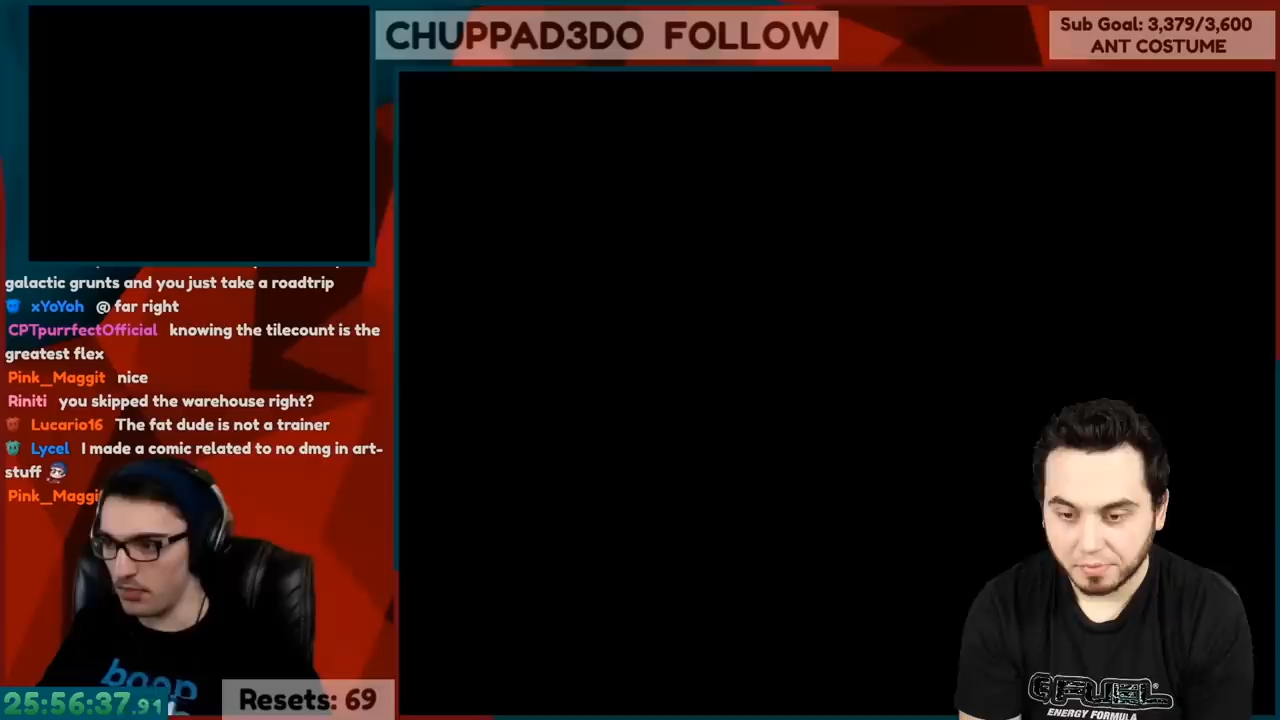 CHUPPAD3DO FOLLOW
Sub Goal: 3,379/3,600
ANT COSTUME
galactic grunts and you just take a roadtrip
xYoYoh @ far right
CPTpurrfectOfficial knowing the tilecount is the
greatest flex
Pink_Maggit nice
Riniti you skipped the warehouse right?
Lucario16 The fat dude is not a trainer
Lycel I made a comic related to no dmg in art-
stuff
Pink_Maggi
boop
25:56:37.91
Resets: 69
GFUEL
ENERGY FORMULA